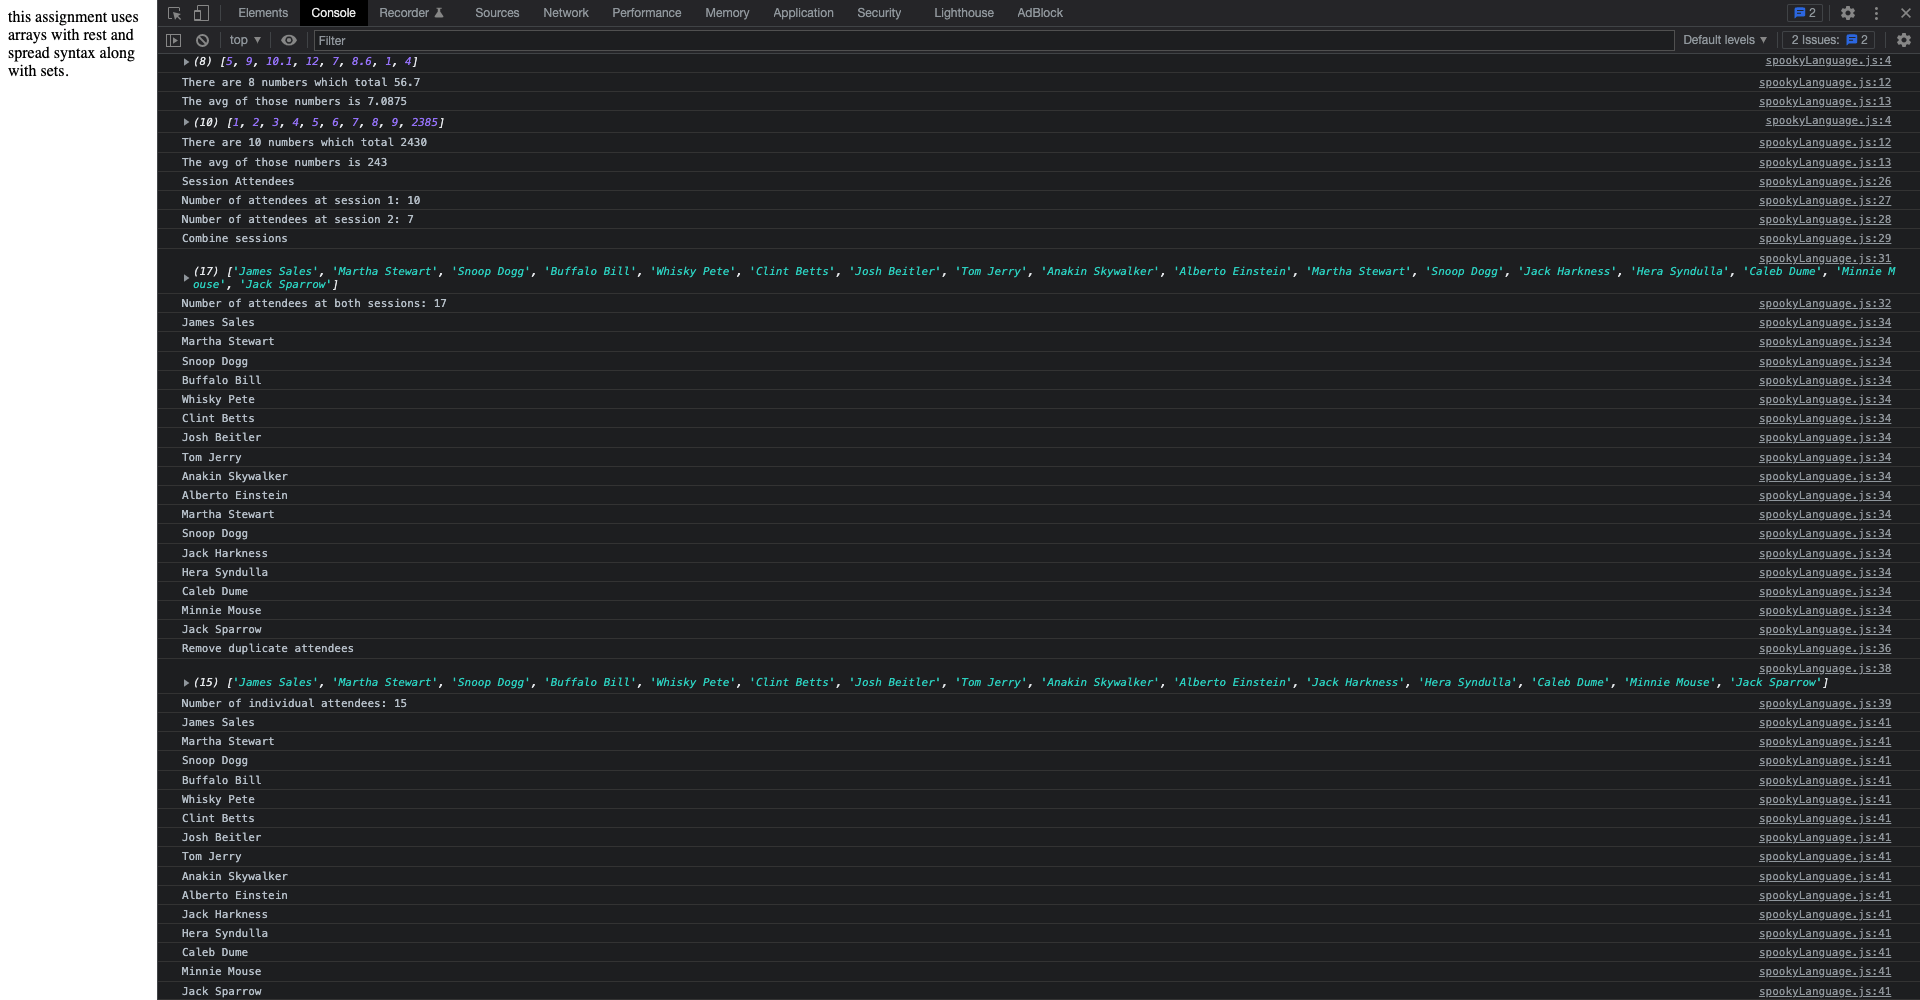 this assignment uses
arrays with rest and
spread syntax along
with sets.
Elements Console Recorder Sources Network Performance Memory Application Security Lighthouse AdBlock 2
top Filter Default levels 2 Issues: 2
(8) [5, 9, 10.1, 12, 7, 8.6, 1, 4] spookyLanguage.js:4
There are 8 numbers which total 56.7 spookyLanguage.js:12
The avg of those numbers is 7.0875 spookyLanguage.js:13
(10) [1, 2, 3, 4, 5, 6, 7, 8, 9, 2385] spookyLanguage.js:4
There are 10 numbers which total 2430 spookyLanguage.js:12
The avg of those numbers is 243 spookyLanguage.js:13
Session Attendees spookyLanguage.js:26
Number of attendees at session 1: 10 spookyLanguage.js:27
Number of attendees at session 2: 7 spookyLanguage.js:28
Combine sessions spookyLanguage.js:29
spookyLanguage.js:31
(17) ['James Sales', 'Martha Stewart', 'Snoop Dogg', 'Buffalo Bill', 'Whisky Pete', 'Clint Betts', 'Josh Beitler', 'Tom Jerry', 'Anakin Skywalker', 'Alberto Einstein', 'Martha Stewart', 'Snoop Dogg', 'Jack Harkness', 'Hera Syndulla', 'Caleb Dume', 'Minnie M
ouse', 'Jack Sparrow']
Number of attendees at both sessions: 17 spookyLanguage.js:32
James Sales spookyLanguage.js:34
Martha Stewart spookyLanguage.js:34
Snoop Dogg spookyLanguage.js:34
Buffalo Bill spookyLanguage.js:34
Whisky Pete spookyLanguage.js:34
Clint Betts spookyLanguage.js:34
Josh Beitler spookyLanguage.js:34
Tom Jerry spookyLanguage.js:34
Anakin Skywalker spookyLanguage.js:34
Alberto Einstein spookyLanguage.js:34
Martha Stewart spookyLanguage.js:34
Snoop Dogg spookyLanguage.js:34
Jack Harkness spookyLanguage.js:34
Hera Syndulla spookyLanguage.js:34
Caleb Dume spookyLanguage.js:34
Minnie Mouse spookyLanguage.js:34
Jack Sparrow spookyLanguage.js:34
Remove duplicate attendees spookyLanguage.js:36
spookyLanguage.js:38
(15) ['James Sales', 'Martha Stewart', 'Snoop Dogg', 'Buffalo Bill', 'Whisky Pete', 'Clint Betts', 'Josh Beitler', 'Tom Jerry', 'Anakin Skywalker', 'Alberto Einstein', 'Jack Harkness', 'Hera Syndulla', 'Caleb Dume', 'Minnie Mouse', 'Jack Sparrow']
Number of individual attendees: 15 spookyLanguage.js:39
James Sales spookyLanguage.js:41
Martha Stewart spookyLanguage.js:41
Snoop Dogg spookyLanguage.js:41
Buffalo Bill spookyLanguage.js:41
Whisky Pete spookyLanguage.js:41
Clint Betts spookyLanguage.js:41
Josh Beitler spookyLanguage.js:41
Tom Jerry spookyLanguage.js:41
Anakin Skywalker spookyLanguage.js:41
Alberto Einstein spookyLanguage.js:41
Jack Harkness spookyLanguage.js:41
Hera Syndulla spookyLanguage.js:41
Caleb Dume spookyLanguage.js:41
Minnie Mouse spookyLanguage.js:41
Jack Sparrow spookyLanguage.js:41